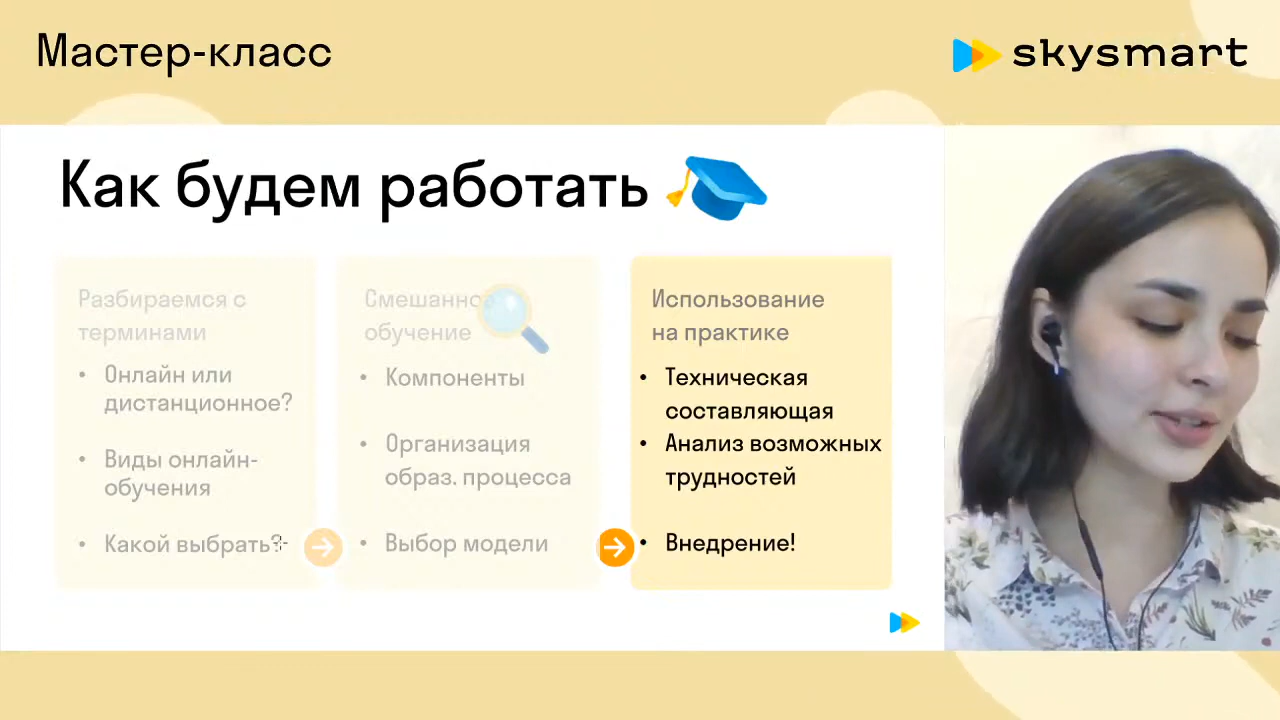 Мастер-класс
skysmart
Как будем работать
Разбираемся с
терминами
• Онлайн или
дистанционное?
• Виды онлайн-
обучения
• Какой выбрать?
Смешанное
обучение
• Компоненты
• Организация
образ. процесса
• Выбор модели
Использование
на практике
• Техническая
составляющая
• Анализ возможных
трудностей
• Внедрение!